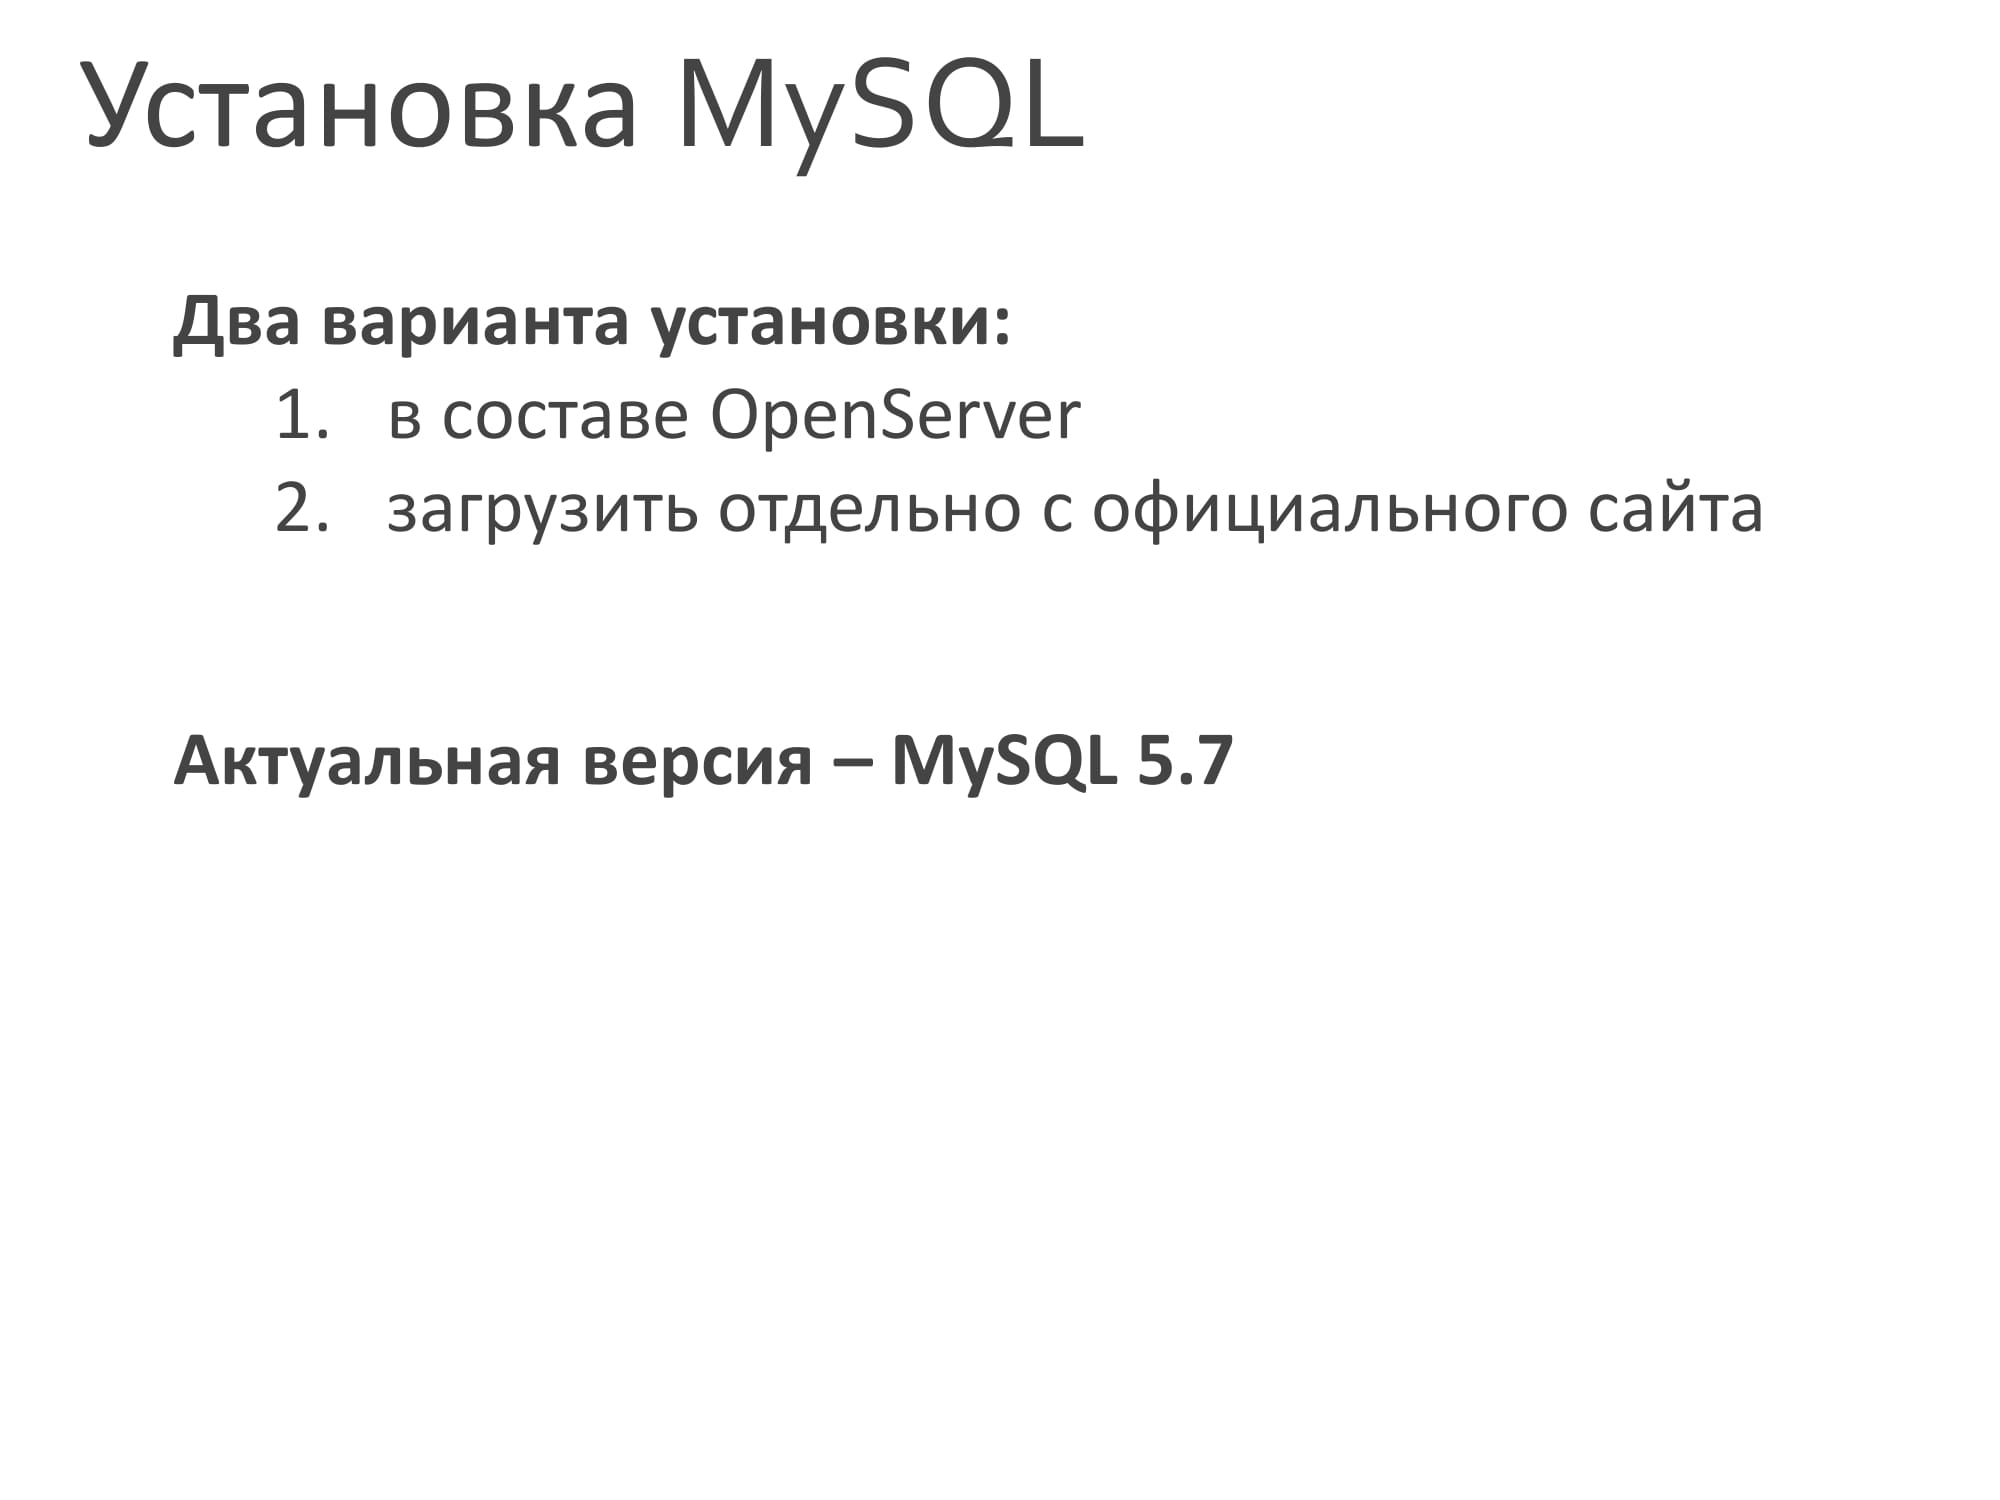 Установка MySQL
Два варианта установки:
1. в составе OpenServer
2. загрузить отдельно с официального сайта
Актуальная версия – MySQL 5.7